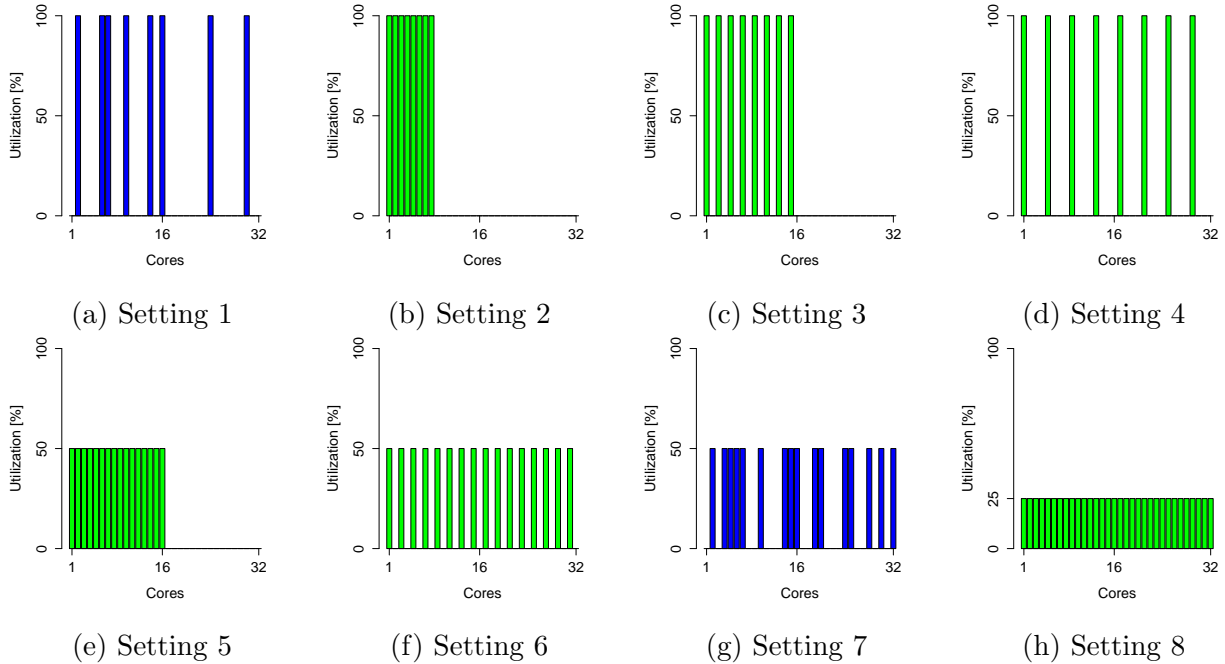 100
50
0
Utilization [%]
1
16
32
Cores
(a) Setting 1
100
50
0
Utilization [%]
1
16
32
Cores
(b) Setting 2
100
50
0
Utilization [%]
1
16
32
Cores
(c) Setting 3
100
50
0
Utilization [%]
1
16
32
Cores
(d) Setting 4
100
50
0
Utilization [%]
1
16
32
Cores
(e) Setting 5
100
50
0
Utilization [%]
1
16
32
Cores
(f) Setting 6
100
50
0
Utilization [%]
1
16
32
Cores
(g) Setting 7
100
25
0
Utilization [%]
1
16
32
Cores
(h) Setting 8